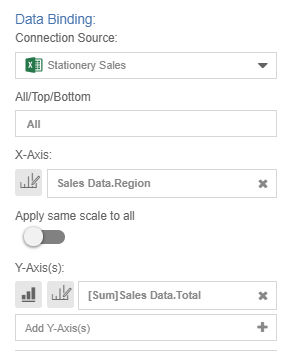 Data Binding:
Connection Source:
Stationery Sales
All/Top/Bottom
All
X-Axis:
Sales Data.Region
Apply same scale to all
Y-Axis(s):
[Sum]Sales Data.Total
Add Y-Axis(s)